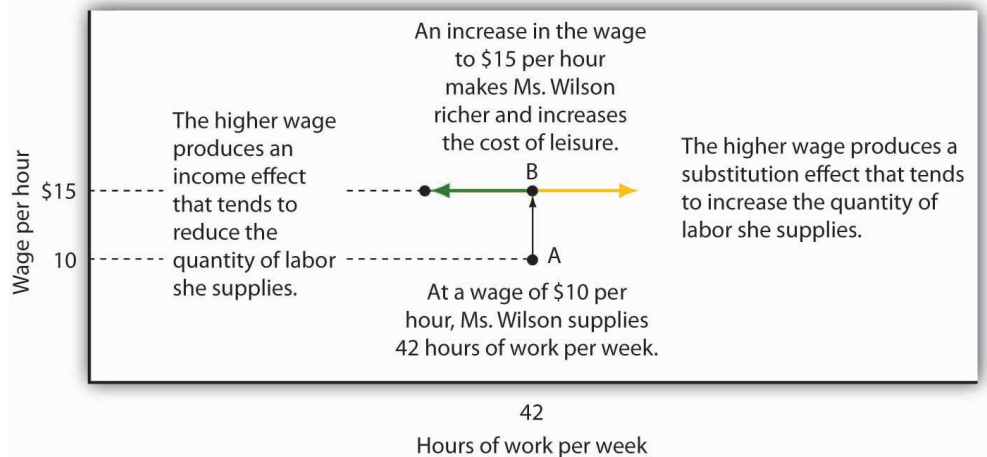 An increase in the wage
to $15 per hour
makes Ms. Wilson
richer and increases
the cost of leisure.
The higher wage
produces an
income effect
that tends to
reduce the
quantity of labor
she supplies.
The higher wage produces a
substitution effect that tends
to increase the quantity of
labor she supplies.
Wage per hour
$15
10
B
A
At a wage of $10 per
hour, Ms. Wilson supplies
42 hours of work per week.
42
Hours of work per week